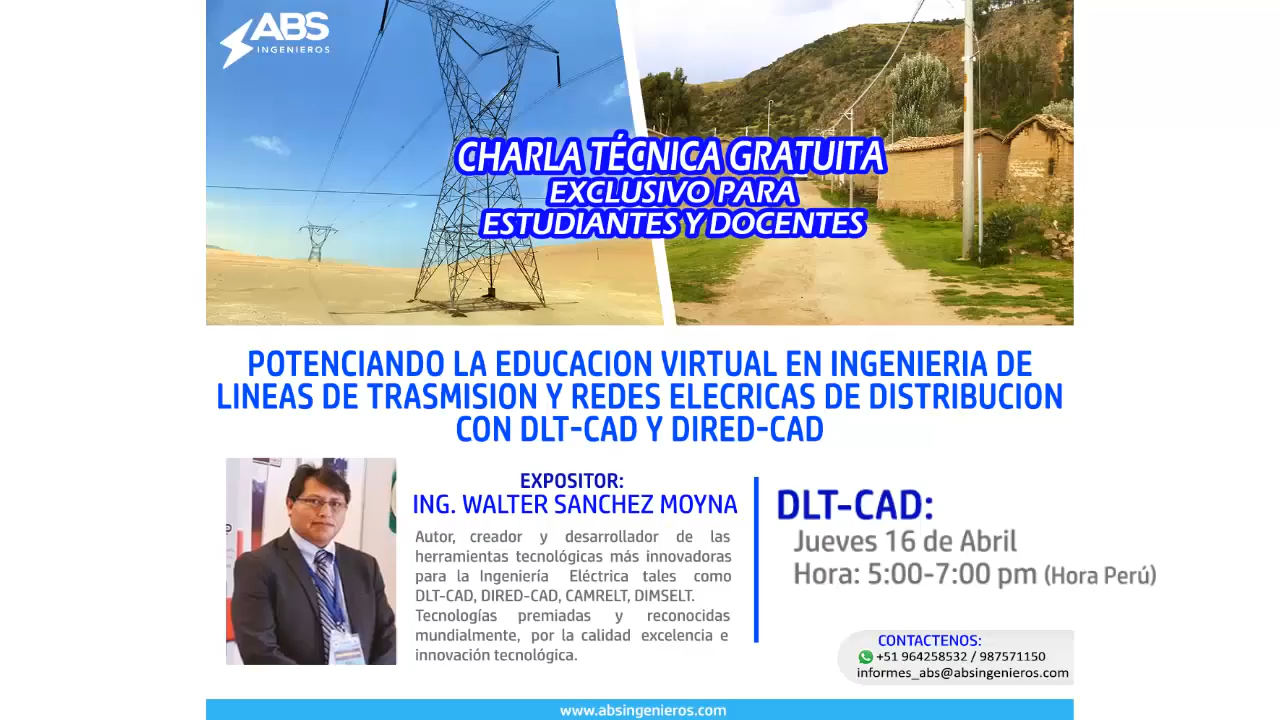 ABS
INGENIEROS
CHARLA TÉCNICA GRATUITA
EXCLUSIVO PARA
ESTUDIANTES Y DOCENTES
POTENCIANDO LA EDUCACION VIRTUAL EN INGENIERIA DE
LINEAS DE TRASMISION Y REDES ELECRICAS DE DISTRIBUCION
CON DLT-CAD Y DIRED-CAD
EXPOSITOR:
ING. WALTER SANCHEZ MOYNA
Autor, creador y desarrollador de las
herramientas tecnológicas más innovadoras
para la Ingeniería Eléctrica tales como
DLT-CAD, DIRED-CAD, CAMRELT, DIMSELT.
Tecnologías premiadas y reconocidas
mundialmente, por la calidad excelencia e
innovación tecnológica.
DLT-CAD:
Jueves 16 de Abril
Hora: 5:00-7:00 pm (Hora Perú)
CONTACTENOS:
+51 964258532 / 987571150
informes_abs@absingenieros.com
www.absingenieros.com